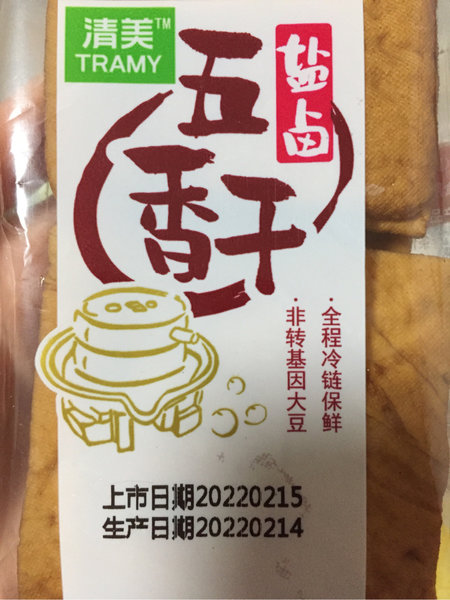 清美™
TRAMY
盐卤
五
香干
·全程冷链保鲜
·非转基因大豆
上市日期20220215
生产日期20220214